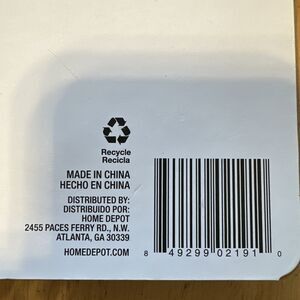 Recycle
Recicla
MADE IN CHINA
HECHO EN CHINA
DISTRIBUTED BY:
DISTRIBUIDO POR:
HOME DEPOT
2455 PACES FERRY RD., N.W.
ATLANTA, GA 30339
HOMEDEPOT.COM
8 49299 02191 0